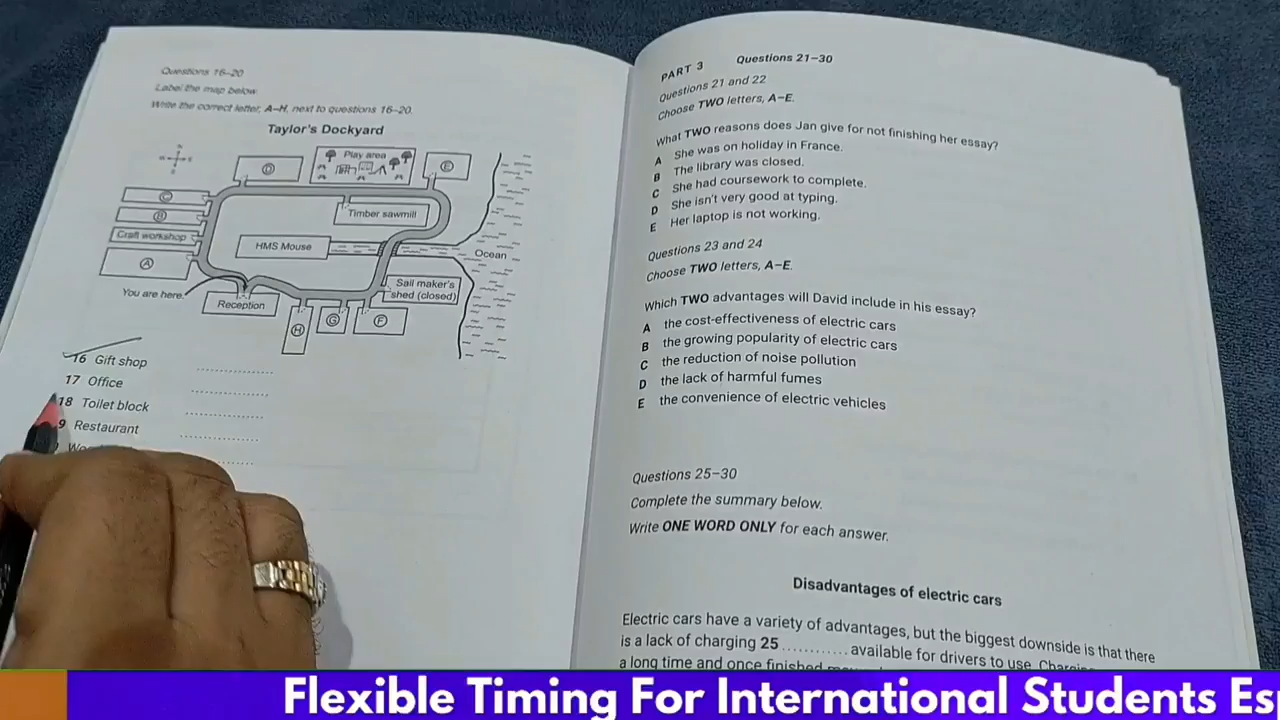 Questions 16–20
Label the map below
Write the correct letter, A–H, next to questions 16–20.
Taylor's Dockyard
N
W E
S
D
Play area
E
C
B
Timber sawmill
Craft workshop
HMS Mouse
Ocean
A
You are here.
Reception
Sail maker's
shed (closed)
H
G
F
16 Gift shop ...............
17 Office ...............
18 Toilet block ...............
9 Restaurant ...............
PART 3 Questions 21–30
Questions 21 and 22
Choose TWO letters, A–E.
What TWO reasons does Jan give for not finishing her essay?
A She was on holiday in France.
B The library was closed.
C She had coursework to complete.
D She isn't very good at typing.
E Her laptop is not working.
Questions 23 and 24
Choose TWO letters, A–E.
Which TWO advantages will David include in his essay?
A the cost-effectiveness of electric cars
B the growing popularity of electric cars
C the reduction of noise pollution
D the lack of harmful fumes
E the convenience of electric vehicles
Questions 25–30
Complete the summary below.
Write ONE WORD ONLY for each answer.
Disadvantages of electric cars
Electric cars have a variety of advantages, but the biggest downside is that there
is a lack of charging 25 ........... available for drivers to use. Charg
a long time and once finished
Flexible Timing For International Students Es